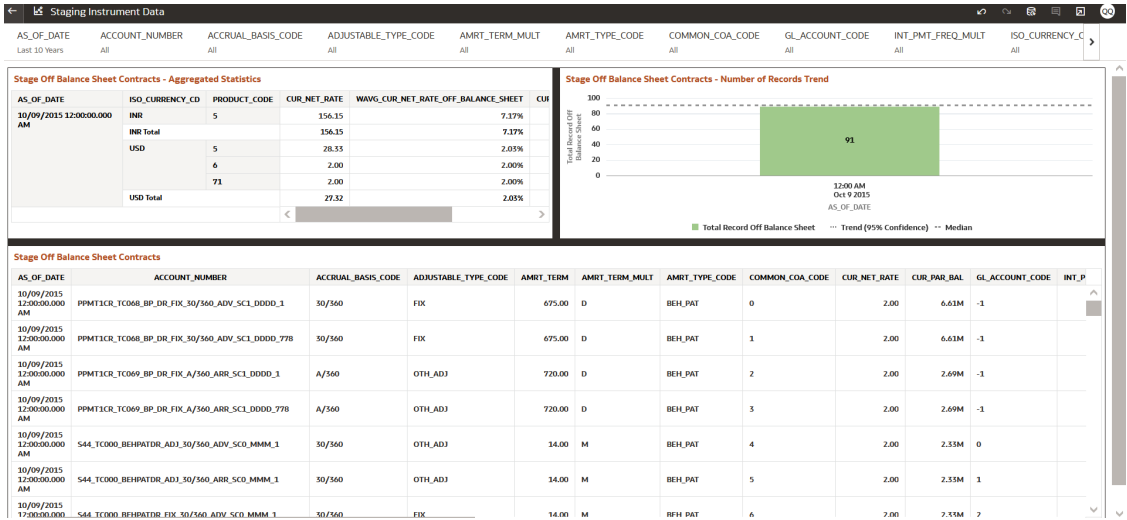 Staging Instrument Data
QQ
AS_OF_DATE ACCOUNT_NUMBER ACCRUAL_BASIS_CODE ADJUSTABLE_TYPE_CODE AMRT_TERM_MULT AMRT_TYPE_CODE COMMON_COA_CODE GL_ACCOUNT_CODE INT_PMT_FREQ_MULT ISO_CURRENCY_C
Last 10 Years All All All All All All All All All
Stage Off Balance Sheet Contracts - Aggregated Statistics
AS_OF_DATE ISO_CURRENCY_CD PRODUCT_CODE CUR_NET_RATE WAVG_CUR_NET_RATE_OFF_BALANCE_SHEET
10/09/2015 12:00:00.000 INR 5 156.15 7.17%
AM
INR Total 156.15 7.17%
USD 5 28.33 2.03%
6 2.00 2.00%
71 2.00 2.00%
USD Total 27.32 2.03%
Stage Off Balance Sheet Contracts - Number of Records Trend
Total Record Off
Balance Sheet
100
80
60
40
20
0
91
12:00 AM
Oct 9 2015
AS_OF_DATE
Total Record Off Balance Sheet Trend (95% Confidence) Median
Stage Off Balance Sheet Contracts
AS_OF_DATE ACCOUNT_NUMBER ACCRUAL_BASIS_CODE ADJUSTABLE_TYPE_CODE AMRT_TERM AMRT_TERM_MULT AMRT_TYPE_CODE COMMON_COA_CODE CUR_NET_RATE CUR_PAR_BAL GL_ACCOUNT_CODE INT_P
10/09/2015
12:00:00.000 PPMT1CR_TC068_BP_DR_FIX_30/360_ADV_SC1_DDDD_1 30/360 FIX 675.00 D BEH_PAT 0 2.00 6.61M -1
AM
10/09/2015
12:00:00.000 PPMT1CR_TC068_BP_DR_FIX_30/360_ADV_SC1_DDDD_778 30/360 FIX 675.00 D BEH_PAT 1 2.00 6.61M -1
AM
10/09/2015
12:00:00.000 PPMT1CR_TC069_BP_DR_FIX_A/360_ARR_SC1_DDDD_1 A/360 OTH_ADJ 720.00 D BEH_PAT 2 2.00 2.69M -1
AM
10/09/2015
12:00:00.000 PPMT1CR_TC069_BP_DR_FIX_A/360_ARR_SC1_DDDD_778 A/360 OTH_ADJ 720.00 D BEH_PAT 3 2.00 2.69M -1
AM
10/09/2015
12:00:00.000 S44_TC000_BEHPATDR_ADJ_30/360_ADV_SC0_MMM_1 30/360 OTH_ADJ 14.00 M BEH_PAT 4 2.00 2.33M 0
AM
10/09/2015
12:00:00.000 S44_TC000_BEHPATDR_ADJ_30/360_ARR_SC0_MMM_1 30/360 OTH_ADJ 14.00 M BEH_PAT 5 2.00 2.33M 1
AM
10/09/2015
12:00:00.000 S44_TC000_BEHPATDR_FIX_30/360_ADV_SC0_MMM_1 30/360 FIX 14.00 M BEH_PAT 6 2.00 2.33M 2